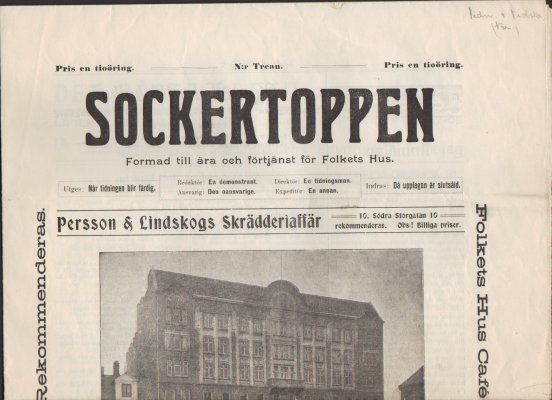 Pris en tioöring. N:r Trean. Pris en tioöring.
SOCKERTOPPEN
Formad till ära och förtjänst för Folkets Hus.
Utges: När tidningen blir färdig.
Redaktör: En demonstrant. Direktör: En tidningsman.
Ansvarig: Den oansvarige. Expeditör: En annan.
Indras: Då upplagan är slutsåld.
Persson & Lindskogs Skrädderiaffär
10. Södra Storgatan 10
rekommenderas. Obs! Billiga priser.
Rekommenderas.
Folkets Hus Café